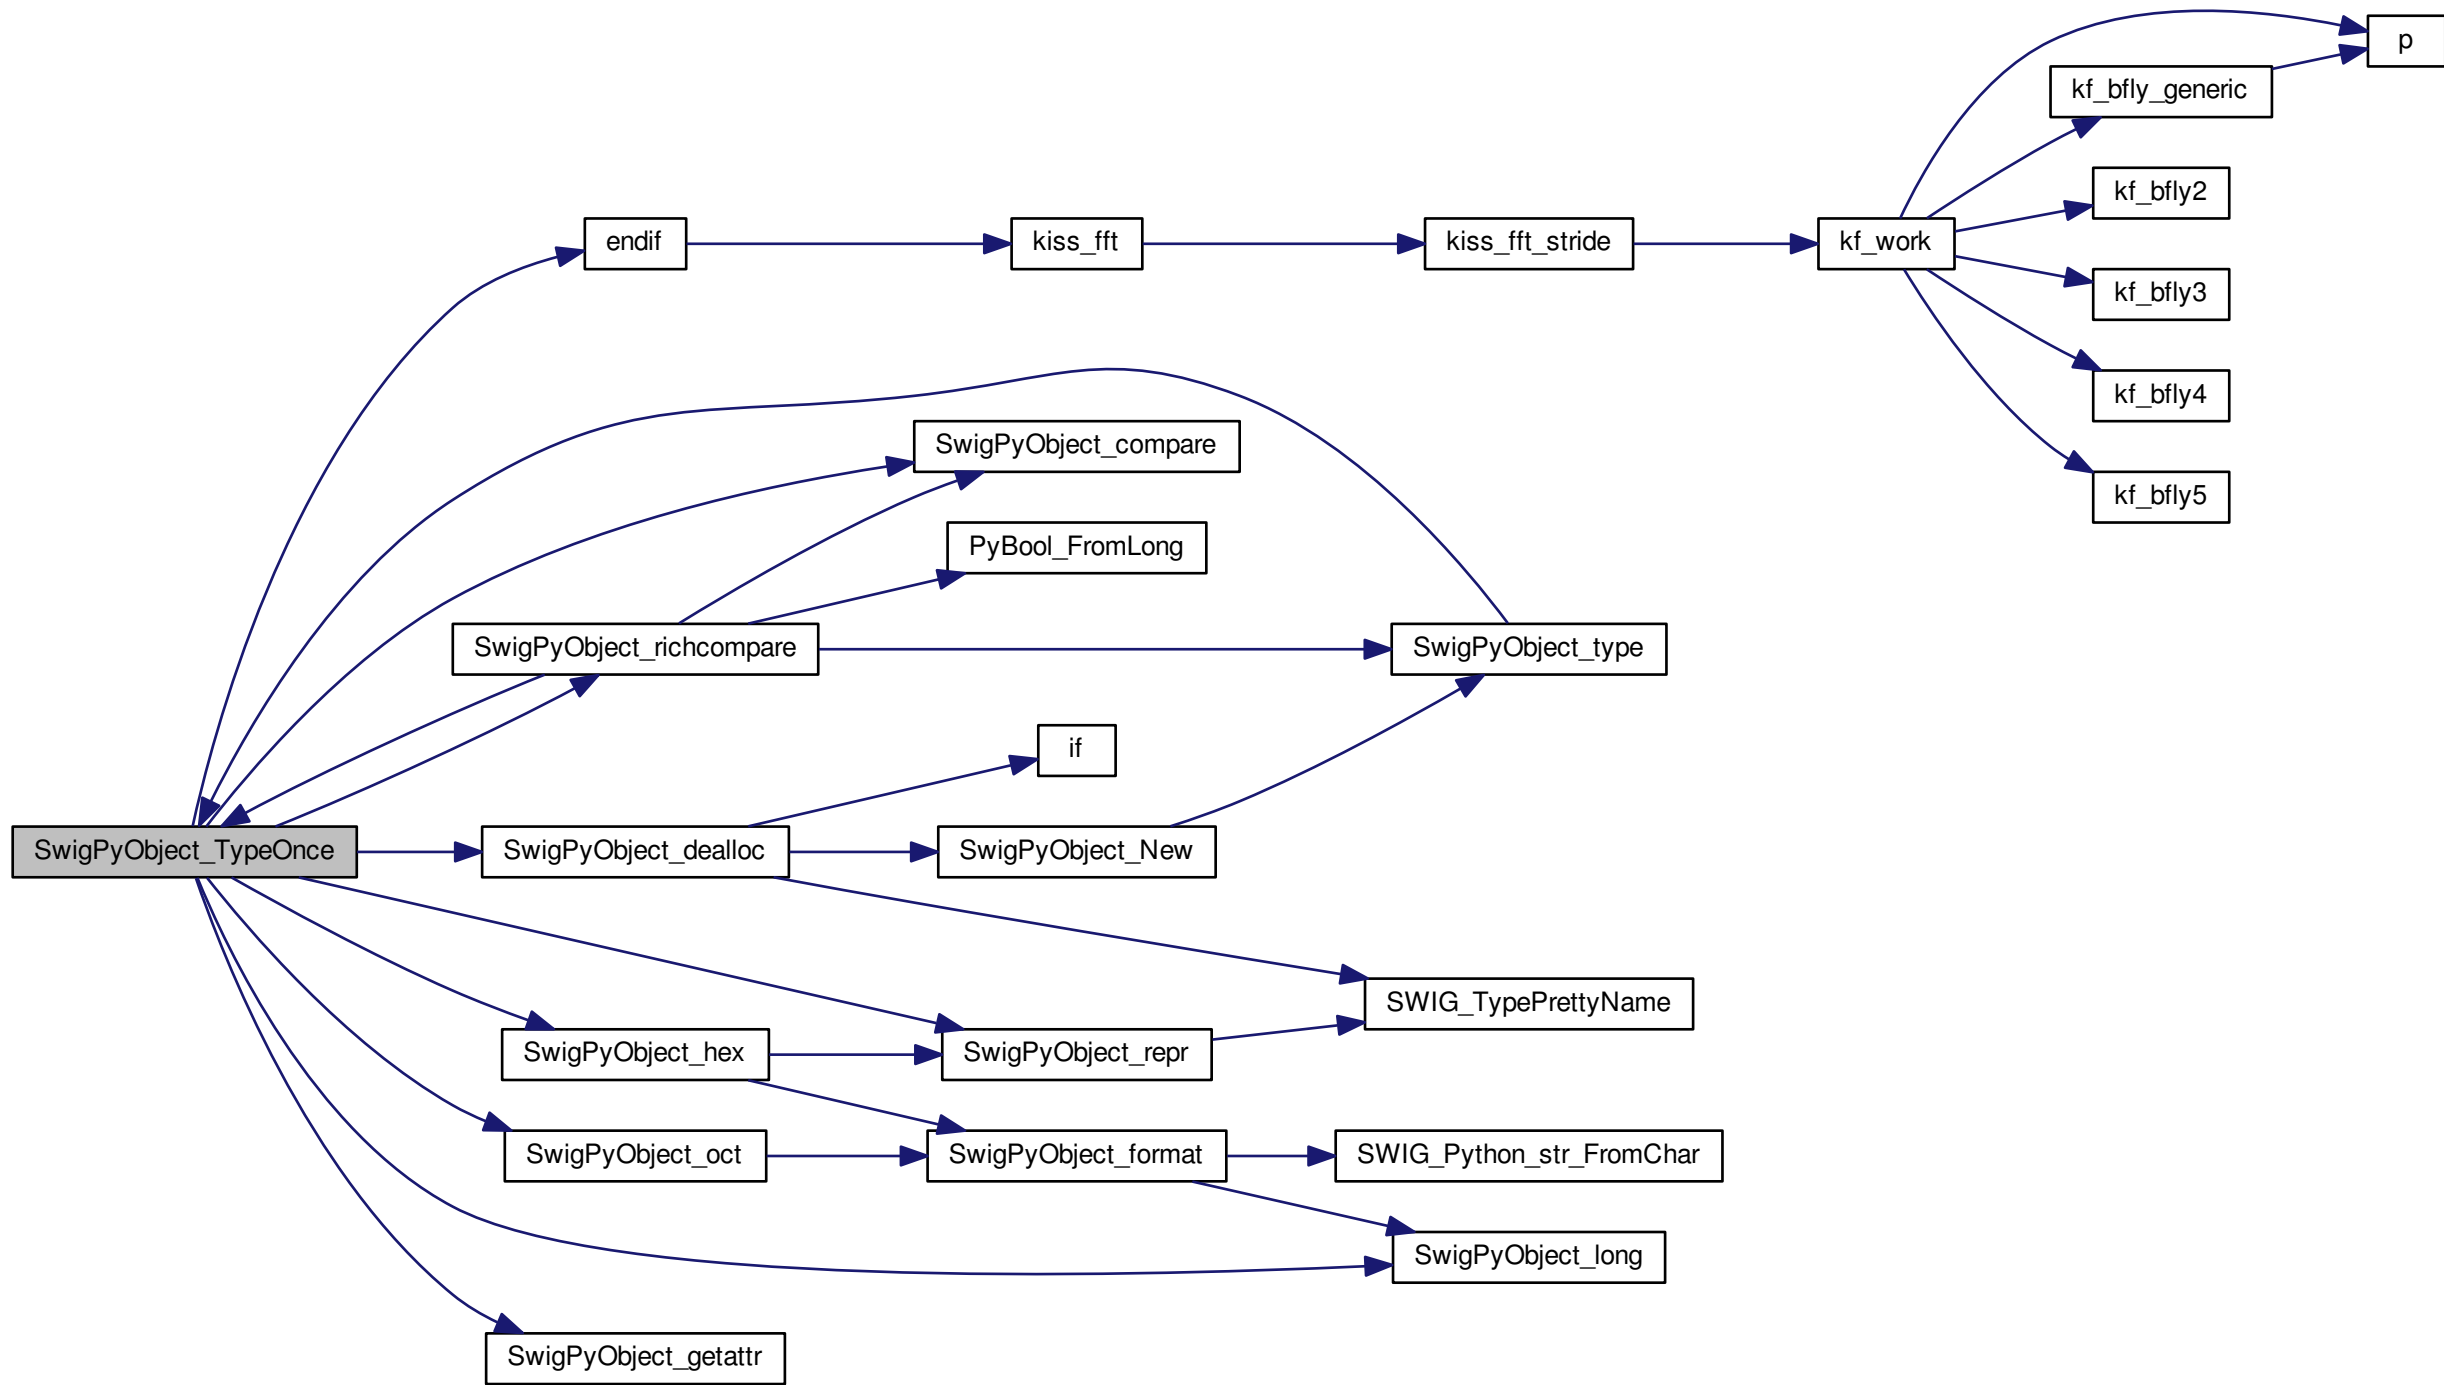 p
kf_bfly_generic
kf_bfly2
endif
kiss_fft
kiss_fft_stride
kf_work
kf_bfly3
kf_bfly4
SwigPyObject_compare
kf_bfly5
PyBool_FromLong
SwigPyObject_richcompare
SwigPyObject_type
if
SwigPyObject_TypeOnce
SwigPyObject_dealloc
SwigPyObject_New
SWIG_TypePrettyName
SwigPyObject_hex
SwigPyObject_repr
SwigPyObject_oct
SwigPyObject_format
SWIG_Python_str_FromChar
SwigPyObject_long
SwigPyObject_getattr